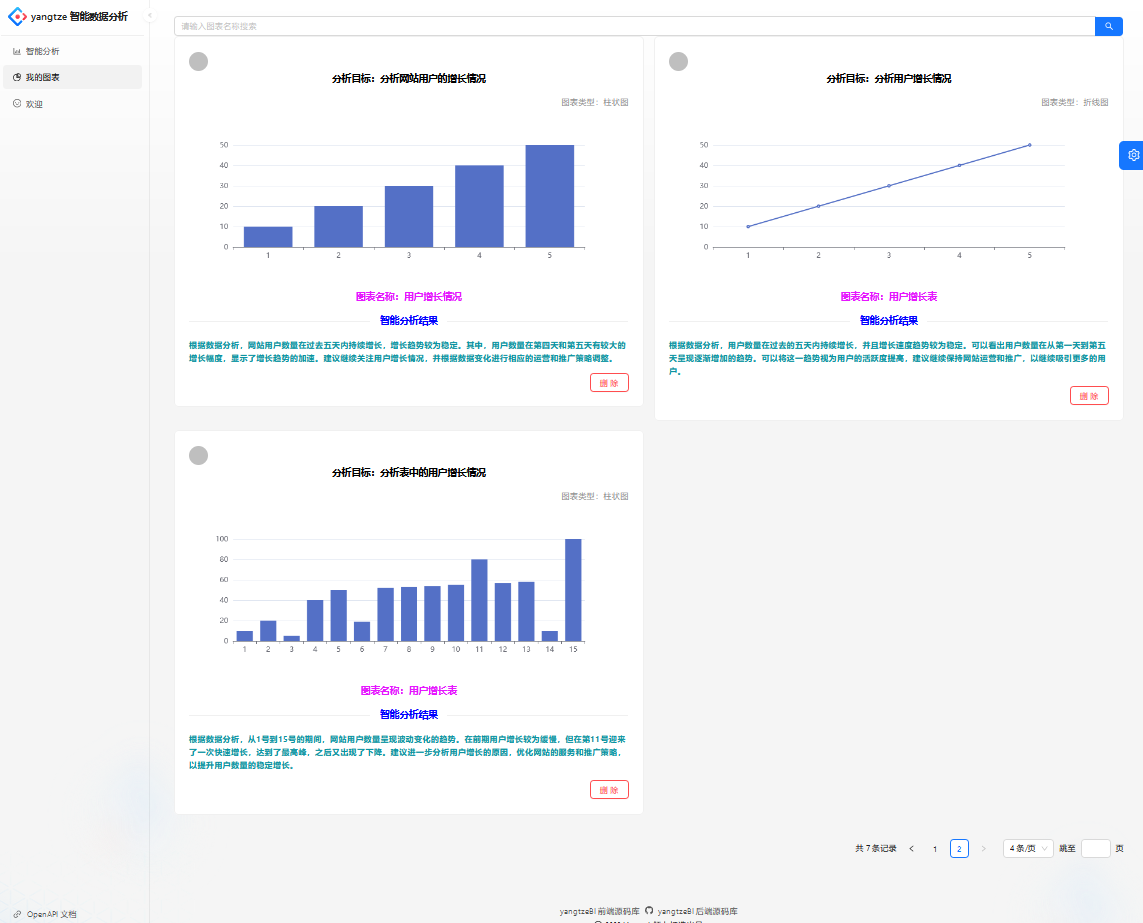 yangtze 智能数据分析
智能分析
我的图表
欢迎
请输入图表名称搜索
分析目标：分析网站用户的增长情况
图表类型：柱状图
50
40
30
20
10
0
1 2 3 4 5
图表名称：用户增长情况
智能分析结果
根据数据分析，网站用户数量在过去五天内持续增长，增长趋势较为稳定。其中，用户数量在第四天和第五天有较大的
增长幅度，显示了增长趋势的加速。建议继续关注用户增长情况，并根据数据变化进行相应的运营和推广策略调整。
删 除
分析目标：分析用户增长情况
图表类型：折线图
50
40
30
20
10
0
1 2 3 4 5
图表名称：用户增长表
智能分析结果
根据数据分析，用户数量在过去的五天内持续增长，并且增长速度趋势较为稳定。可以看出用户数量在从第一天到第五
天呈现逐渐增加的趋势。可以将这一趋势视为用户的活跃度提高，建议继续保持网站运营和推广，以继续吸引更多的用
户。
删 除
分析目标：分析表中的用户增长情况
图表类型：柱状图
100
80
60
40
20
0
1 2 3 4 5 6 7 8 9 10 11 12 13 14 15
图表名称：用户增长表
智能分析结果
根据数据分析，从1号到15号的期间，网站用户数量呈现波动变化的趋势。在前期用户增长较为缓慢，但在第11号迎来
了一次快速增长，达到了最高峰，之后又出现了下降。建议进一步分析用户增长的原因，优化网站的服务和推广策略，
以提升用户数量的稳定增长。
删 除
共 7 条记录 < 1 2 > 4 条/页 跳至 页
OpenAPI 文档
yangtzeBI 前端源码库 yangtzeBI 后端源码库